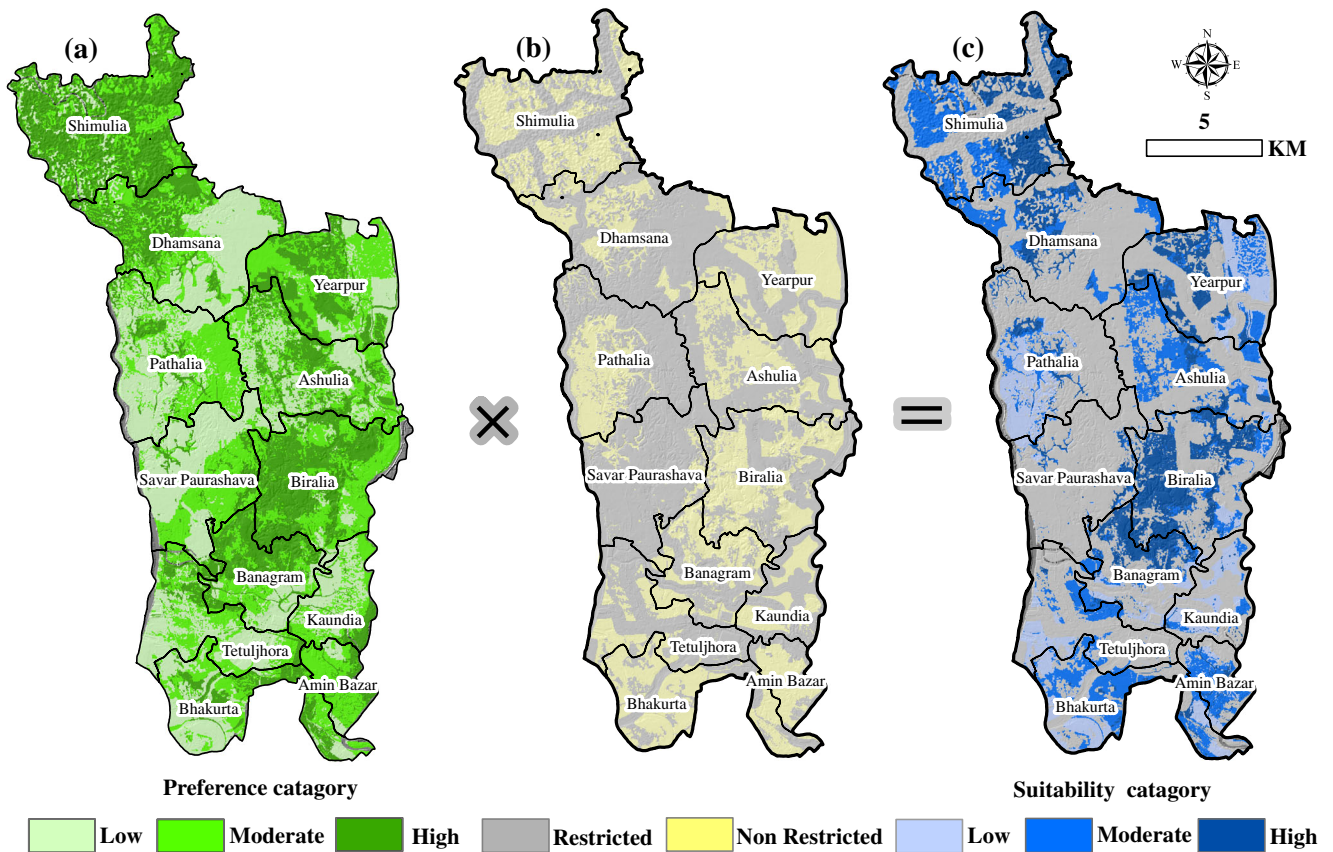 (a)
Shimulia
Dhamsana
Yearpur
Pathalia
Ashulia
Savar Paurashava
Biralia
Banagram
Kaundia
Tetuljhora
Amin Bazar
Bhakurta
×
(b)
Shimulia
Dhamsana
Yearpur
Pathalia
Ashulia
Savar Paurashava
Biralia
Banagram
Kaundia
Tetuljhora
Amin Bazar
Bhakurta
=
(c)
Shimulia
Dhamsana
Yearpur
Pathalia
Ashulia
Savar Paurashava
Biralia
Banagram
Kaundia
Tetuljhora
Amin Bazar
Bhakurta
N
W E
S
5
KM
Preference catagory
Low Moderate High
Restricted Non Restricted
Suitability catagory
Low Moderate High